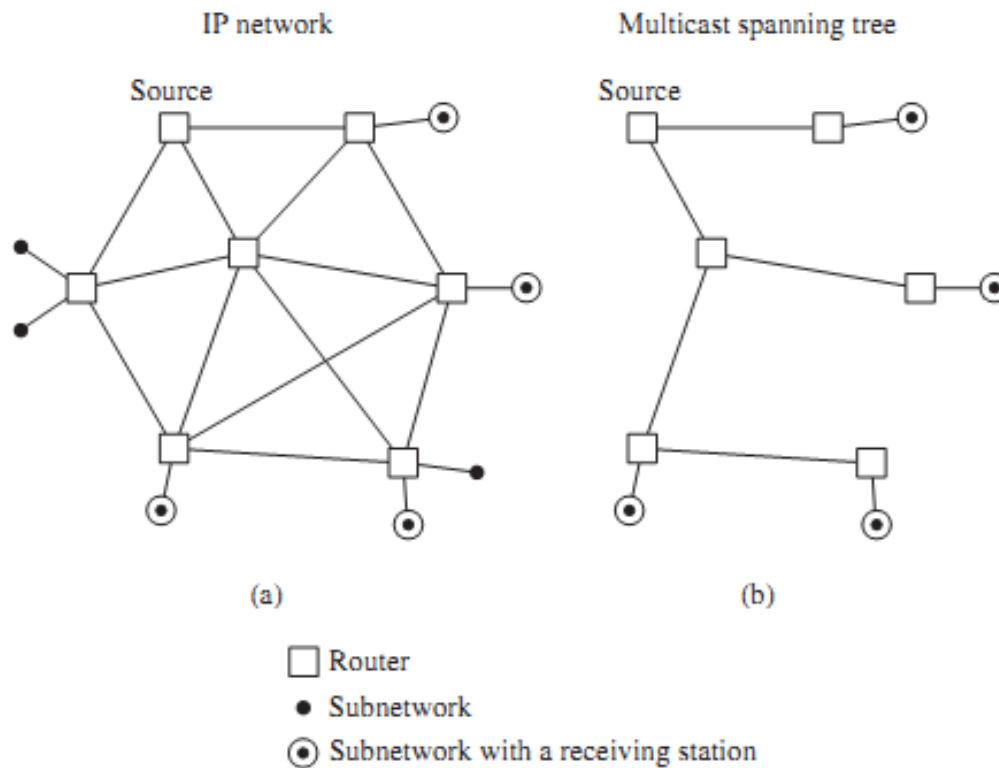 IP network
Multicast spanning tree
Source
Source
(a)
(b)
Router
Subnetwork
Subnetwork with a receiving station